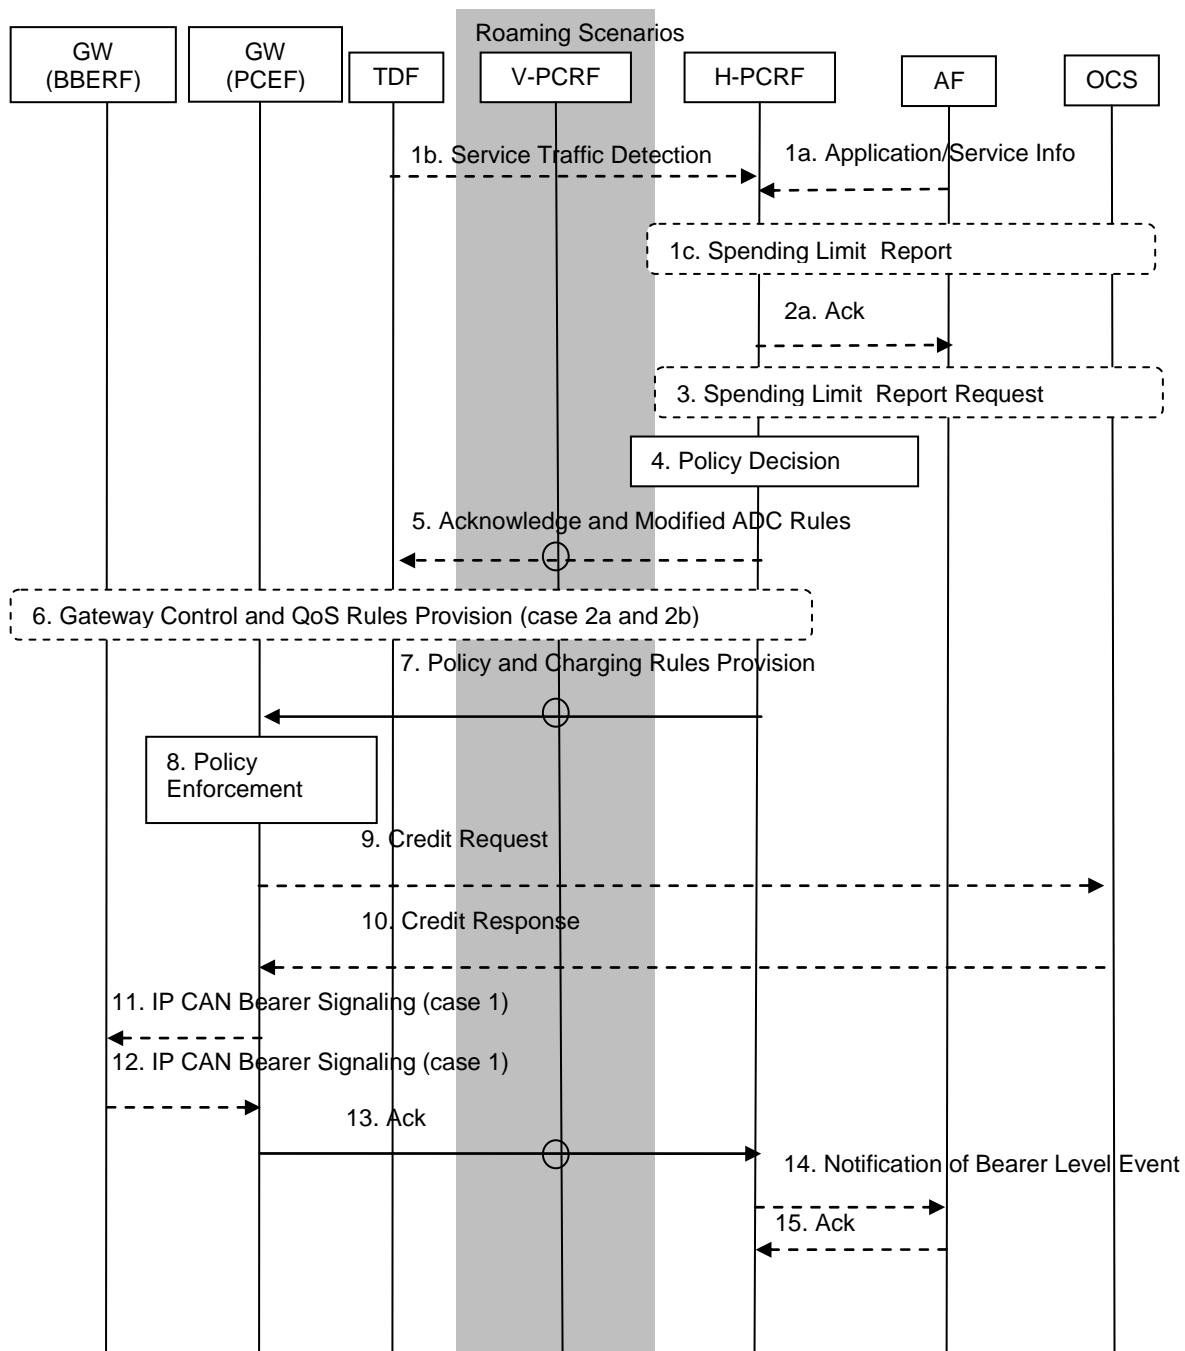 Roaming Scenarios
GW
(BBERF)
GW
(PCEF)
TDF
V-PCRF
H-PCRF
AF
OCS
1b. Service Traffic Detection
1a. Application/Service Info
1c. Spending Limit Report
2a. Ack
3. Spending Limit Report Request
4. Policy Decision
5. Acknowledge and Modified ADC Rules
6. Gateway Control and QoS Rules Provision (case 2a and 2b)
7. Policy and Charging Rules Provision
8. Policy
Enforcement
9. Credit Request
10. Credit Response
11. IP CAN Bearer Signaling (case 1)
12. IP CAN Bearer Signaling (case 1)
13. Ack
14. Notification of Bearer Level Event
15. Ack